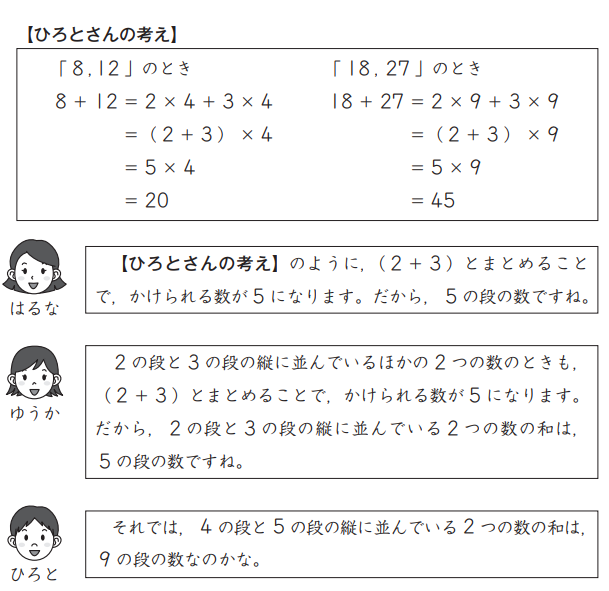 【ひろとさんの考え】
「8,12」のとき
8+12=2×4+3×4
=(2+3)×4
=5×4
=20
「18,27」のとき
18+27=2×9+3×9
=(2+3)×9
=5×9
=45
【ひろとさんの考え】のように,(2+3)とまとめること
で,かけられる数が5になります。だから,5の段の数ですね。
はるな
2の段と3の段の縦に並んでいるほかの2つの数のときも,
(2+3)とまとめることで,かけられる数が5になります。
だから,2の段と3の段の縦に並んでいる2つの数の和は,
5の段の数ですね。
ゆうか
それでは,4の段と5の段の縦に並んでいる2つの数の和は,
9の段の数なのかな。
ひろと